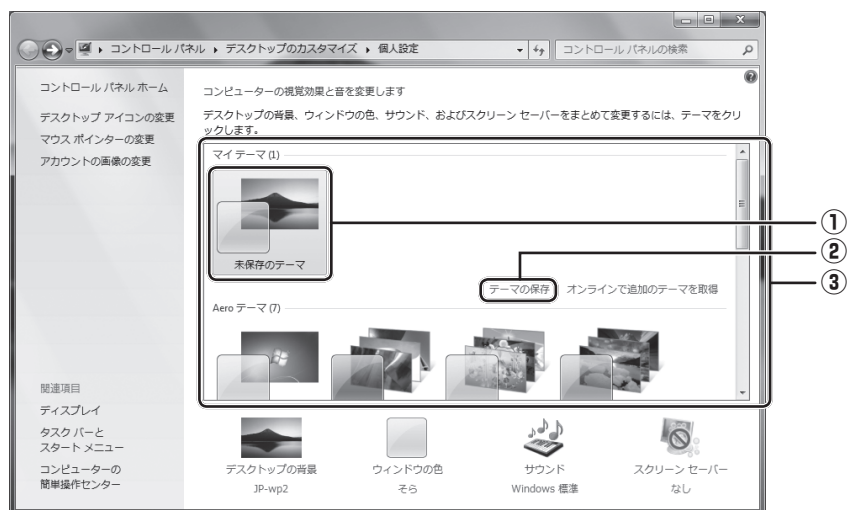 コントロール パネル ▸ デスクトップのカスタマイズ ▸ 個人設定
コントロール パネルの検索
コントロール パネル ホーム
デスクトップ アイコンの変更
マウス ポインターの変更
アカウントの画像の変更
コンピューターの視覚効果と音を変更します
デスクトップの背景、ウィンドウの色、サウンド、およびスクリーン セーバーをまとめて変更するには、テーマをクリ
ックします。
マイ テーマ (1)
未保存のテーマ
①
②
③
テーマの保存
オンラインで追加のテーマを取得
Aero テーマ (7)
関連項目
ディスプレイ
タスク バーと
スタート メニュー
コンピューターの
簡単操作センター
デスクトップの背景
JP-wp2
ウィンドウの色
そら
サウンド
Windows 標準
スクリーン セーバー
なし